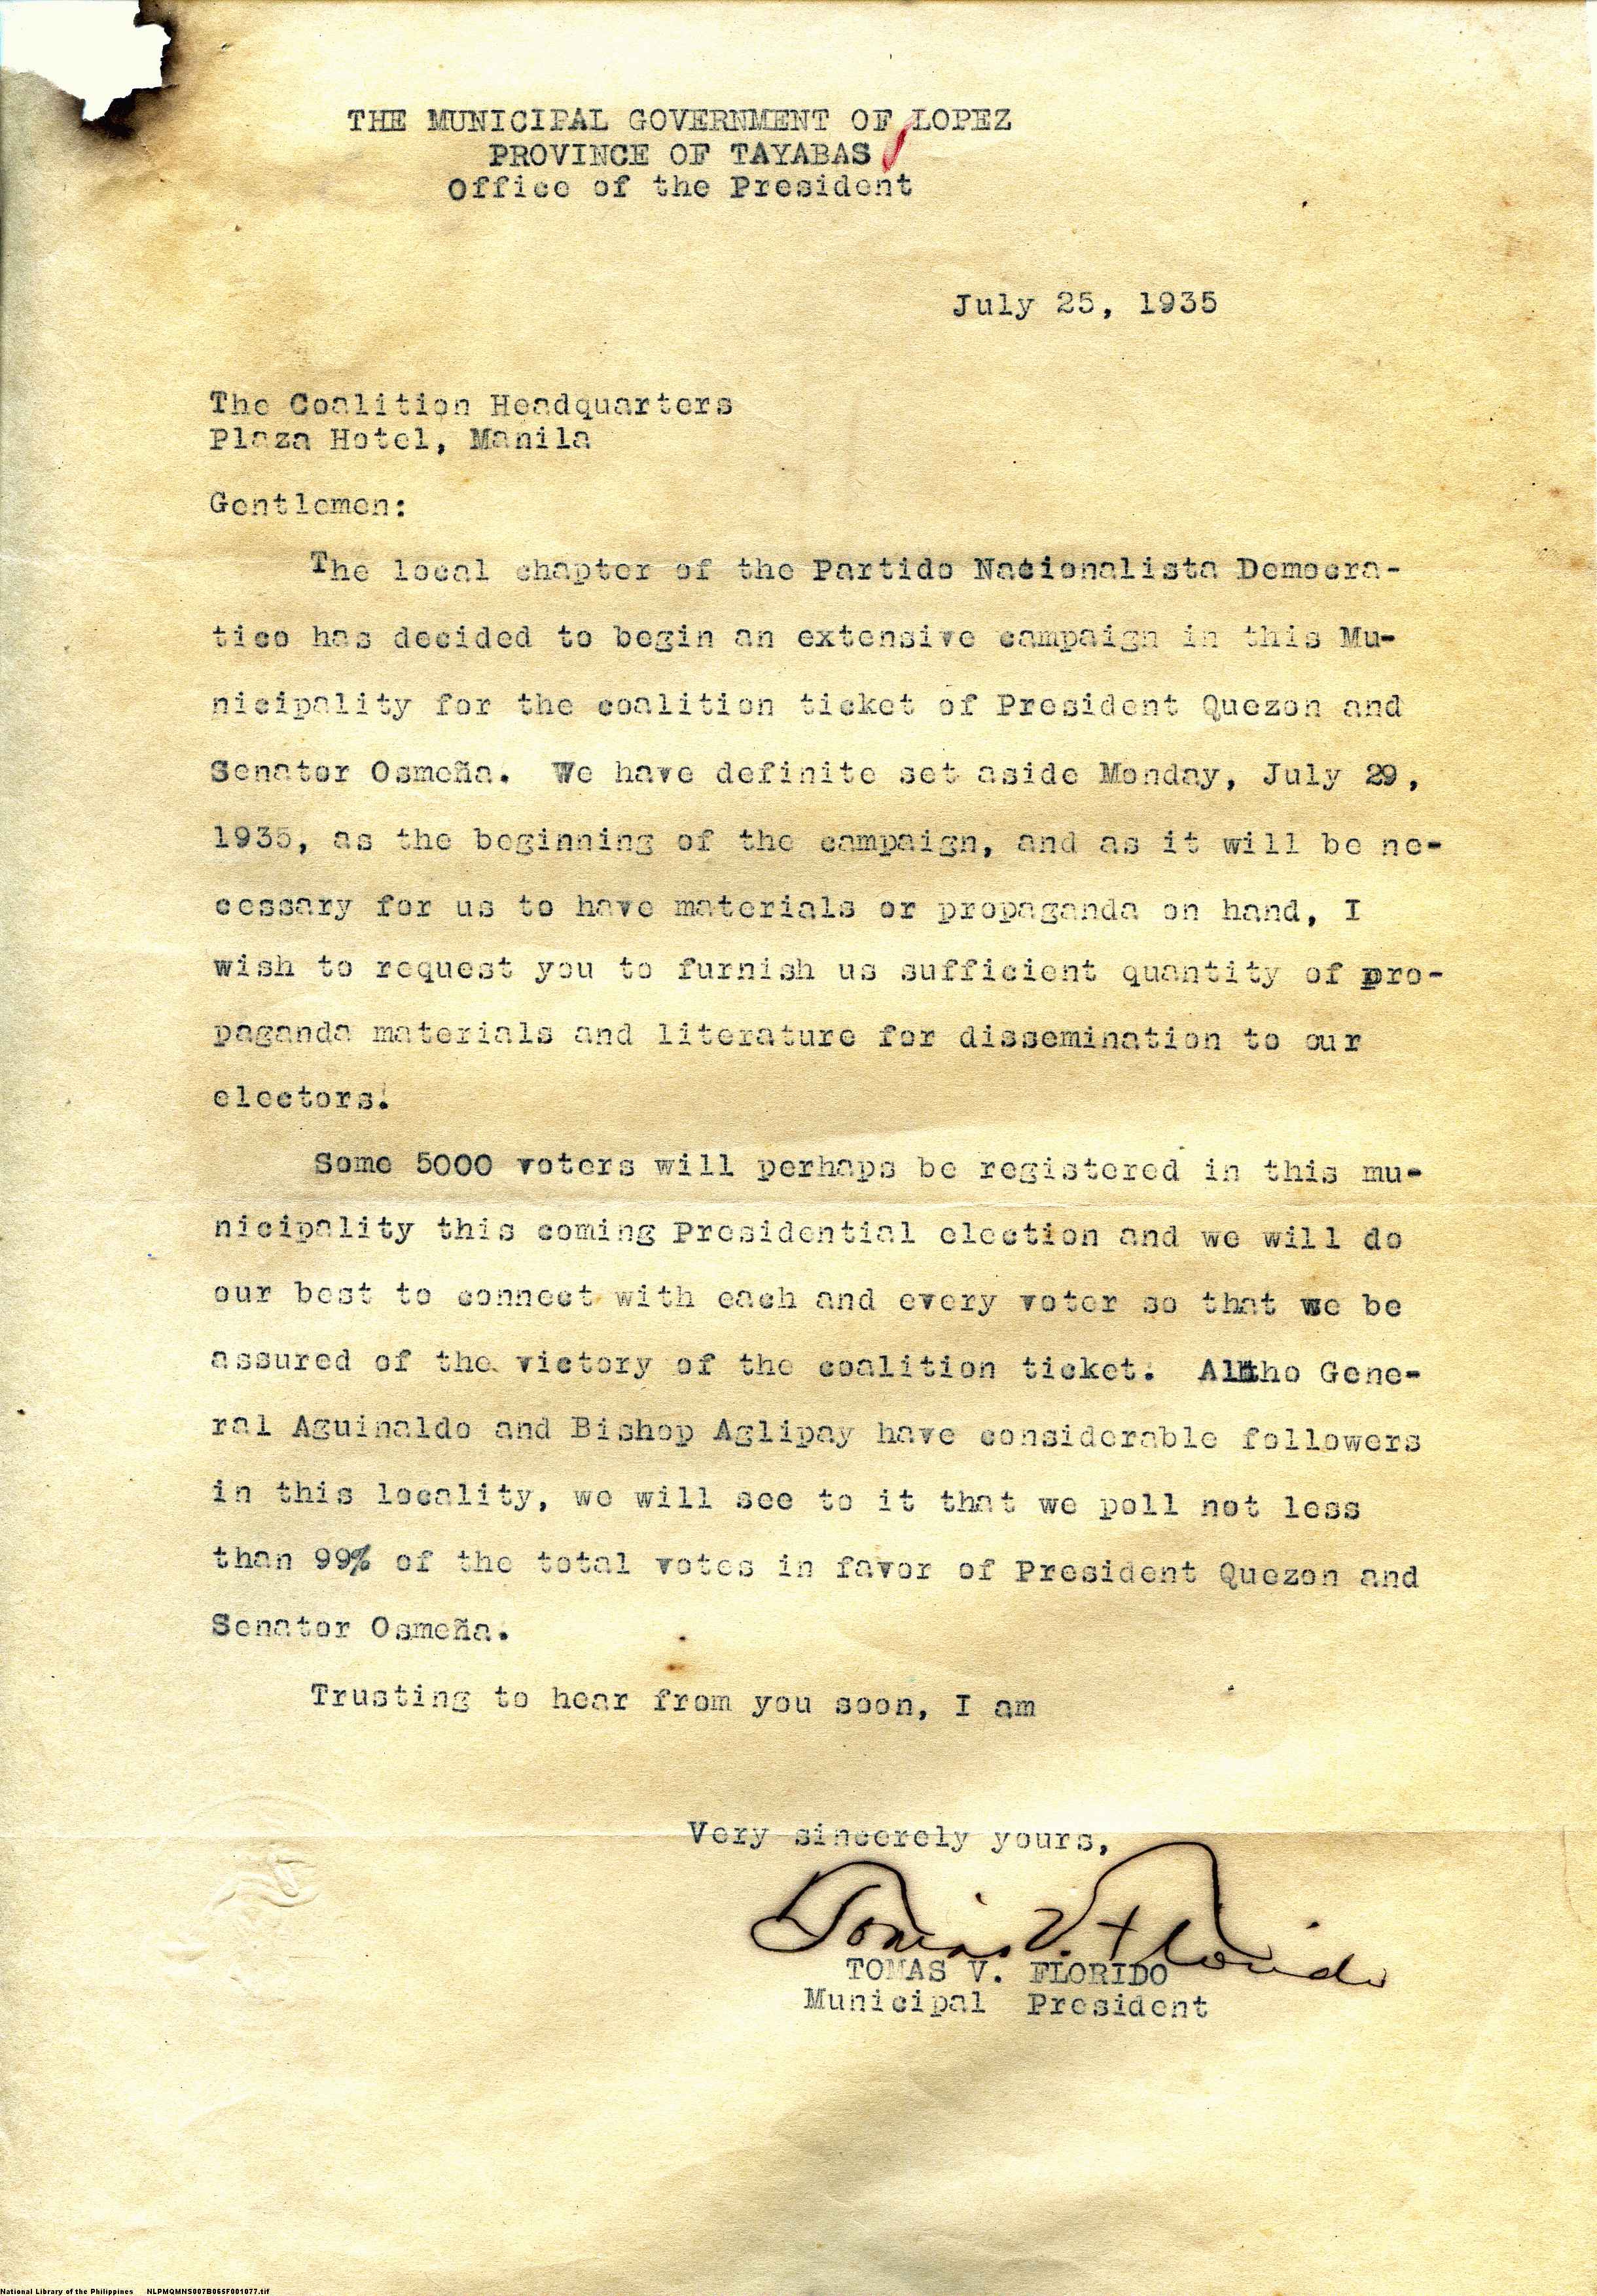 THE MUNICIPAL GOVERNMENT OF LOPEZ
PROVINCE OF TAYABAS
Office of the President
July 25, 1935
The Coalition Headquarters
Plaza Hotel, Manila
Gentlemen:
The local chapter of the Partido Nacionalista Democra-
tico has decided to begin an extensive campaign in this Mu-
nicipality for the coalition ticket of President Quezon and
Senator Osmeña. We have definite set aside Monday, July 29,
1935, as the beginning of the campaign, and as it will be ne-
cessary for us to have materials or propaganda on hand, I
wish to request you to furnish us sufficient quantity of pro-
paganda materials and literature for dissemination to our
electors.
Some 5000 voters will perhaps be registered in this mu-
nicipality this coming Presidential election and we will do
our best to connect with each and every voter so that we be
assured of the victory of the coalition ticket. Altho Gene-
ral Aguinaldo and Bishop Aglipay have considerable followers
in this locality, we will see to it that we poll not less
than 99% of the total votes in favor of President Quezon and
Senator Osmeña.
Trusting to hear from you soon, I am
Very sincerely yours,
Tomas V. Florido
TOMAS V. FLORIDO
Municipal President
National Library of the Philippines NLPMQMNS007B065F001077.tif